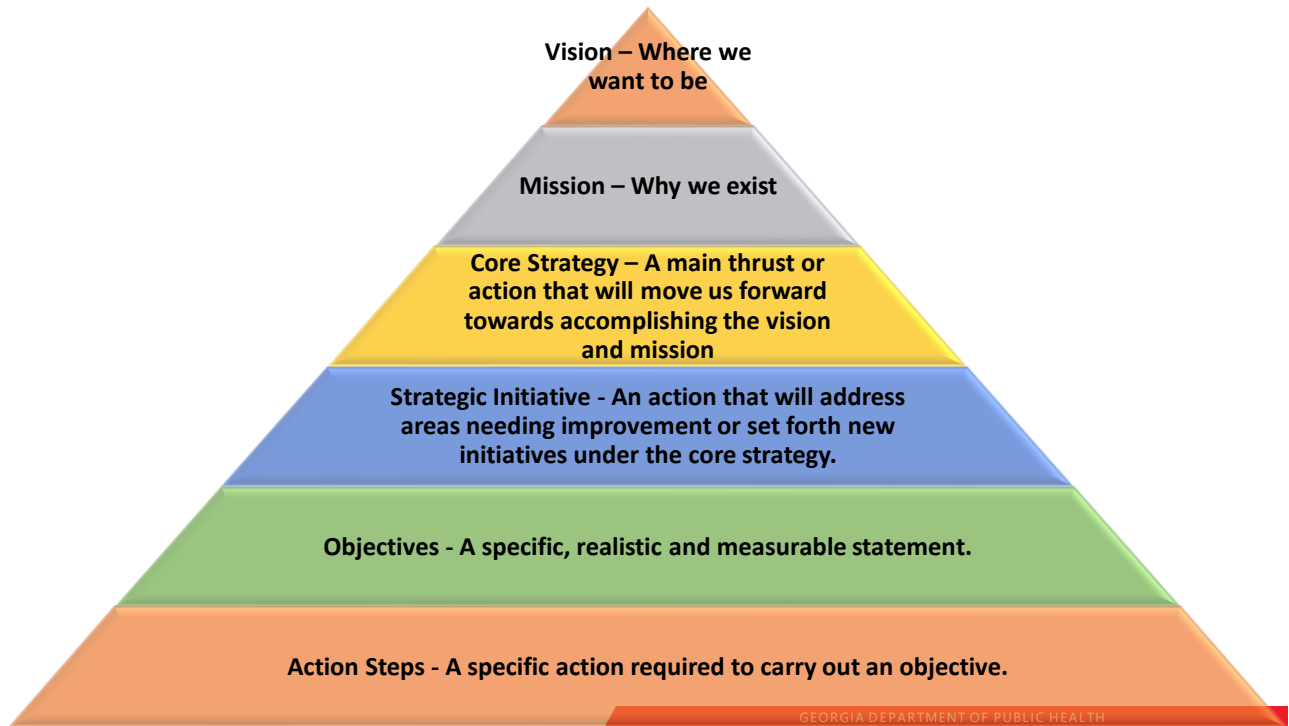 Vision – Where we
want to be
Mission – Why we exist
Core Strategy – A main thrust or
action that will move us forward
towards accomplishing the vision
and mission
Strategic Initiative - An action that will address
areas needing improvement or set forth new
initiatives under the core strategy.
Objectives - A specific, realistic and measurable statement.
Action Steps - A specific action required to carry out an objective.
GEORGIA DEPARTMENT OF PUBLIC HEALTH